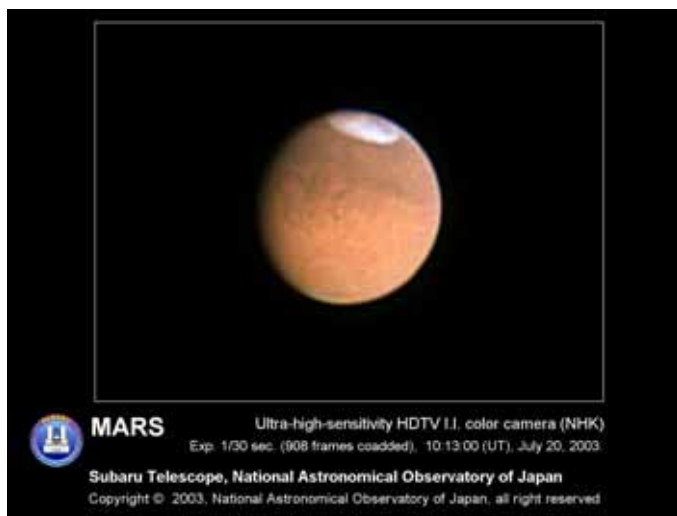 MARS
Ultra-high-sensitivity HDTV I.I. color camera (NHK)
Exp. 1/30 sec. (908 frames coadded), 10:13:00 (UT), July 20, 2003.
Subaru Telescope, National Astronomical Observatory of Japan
Copyright © 2003, National Astronomical Observatory of Japan, all right reserved